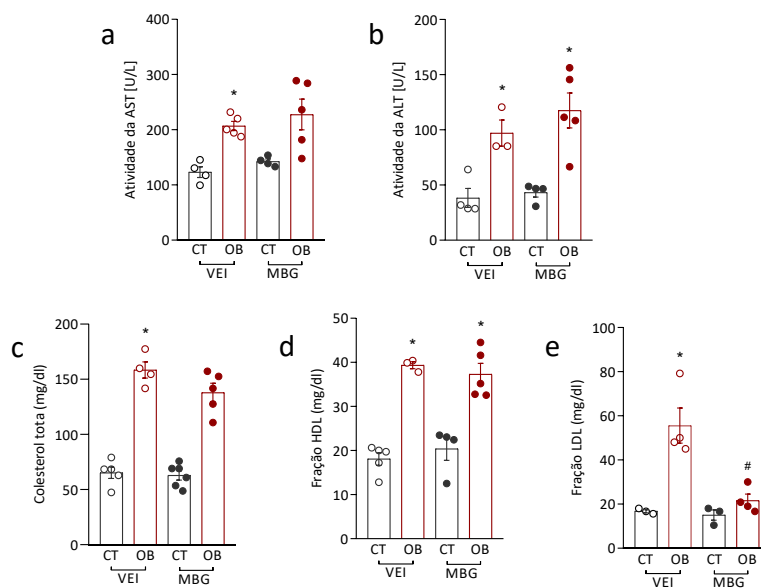 a
Atividade da AST [U/L]
400
300
200
100
0
*
CT OB CT OB
VEI MBG
b
Atividade da ALT [U/L]
200
150
100
50
0
*
*
CT OB CT OB
VEI MBG
c
Colesterol tota (mg/dl)
200
150
100
50
0
*
CT OB CT OB
VEI MBG
d
Fração HDL (mg/dl)
50
40
30
20
10
0
*
*
CT OB CT OB
VEI MBG
e
Fração LDL (mg/dl)
100
80
60
40
20
0
*
#
CT OB CT OB
VEI MBG